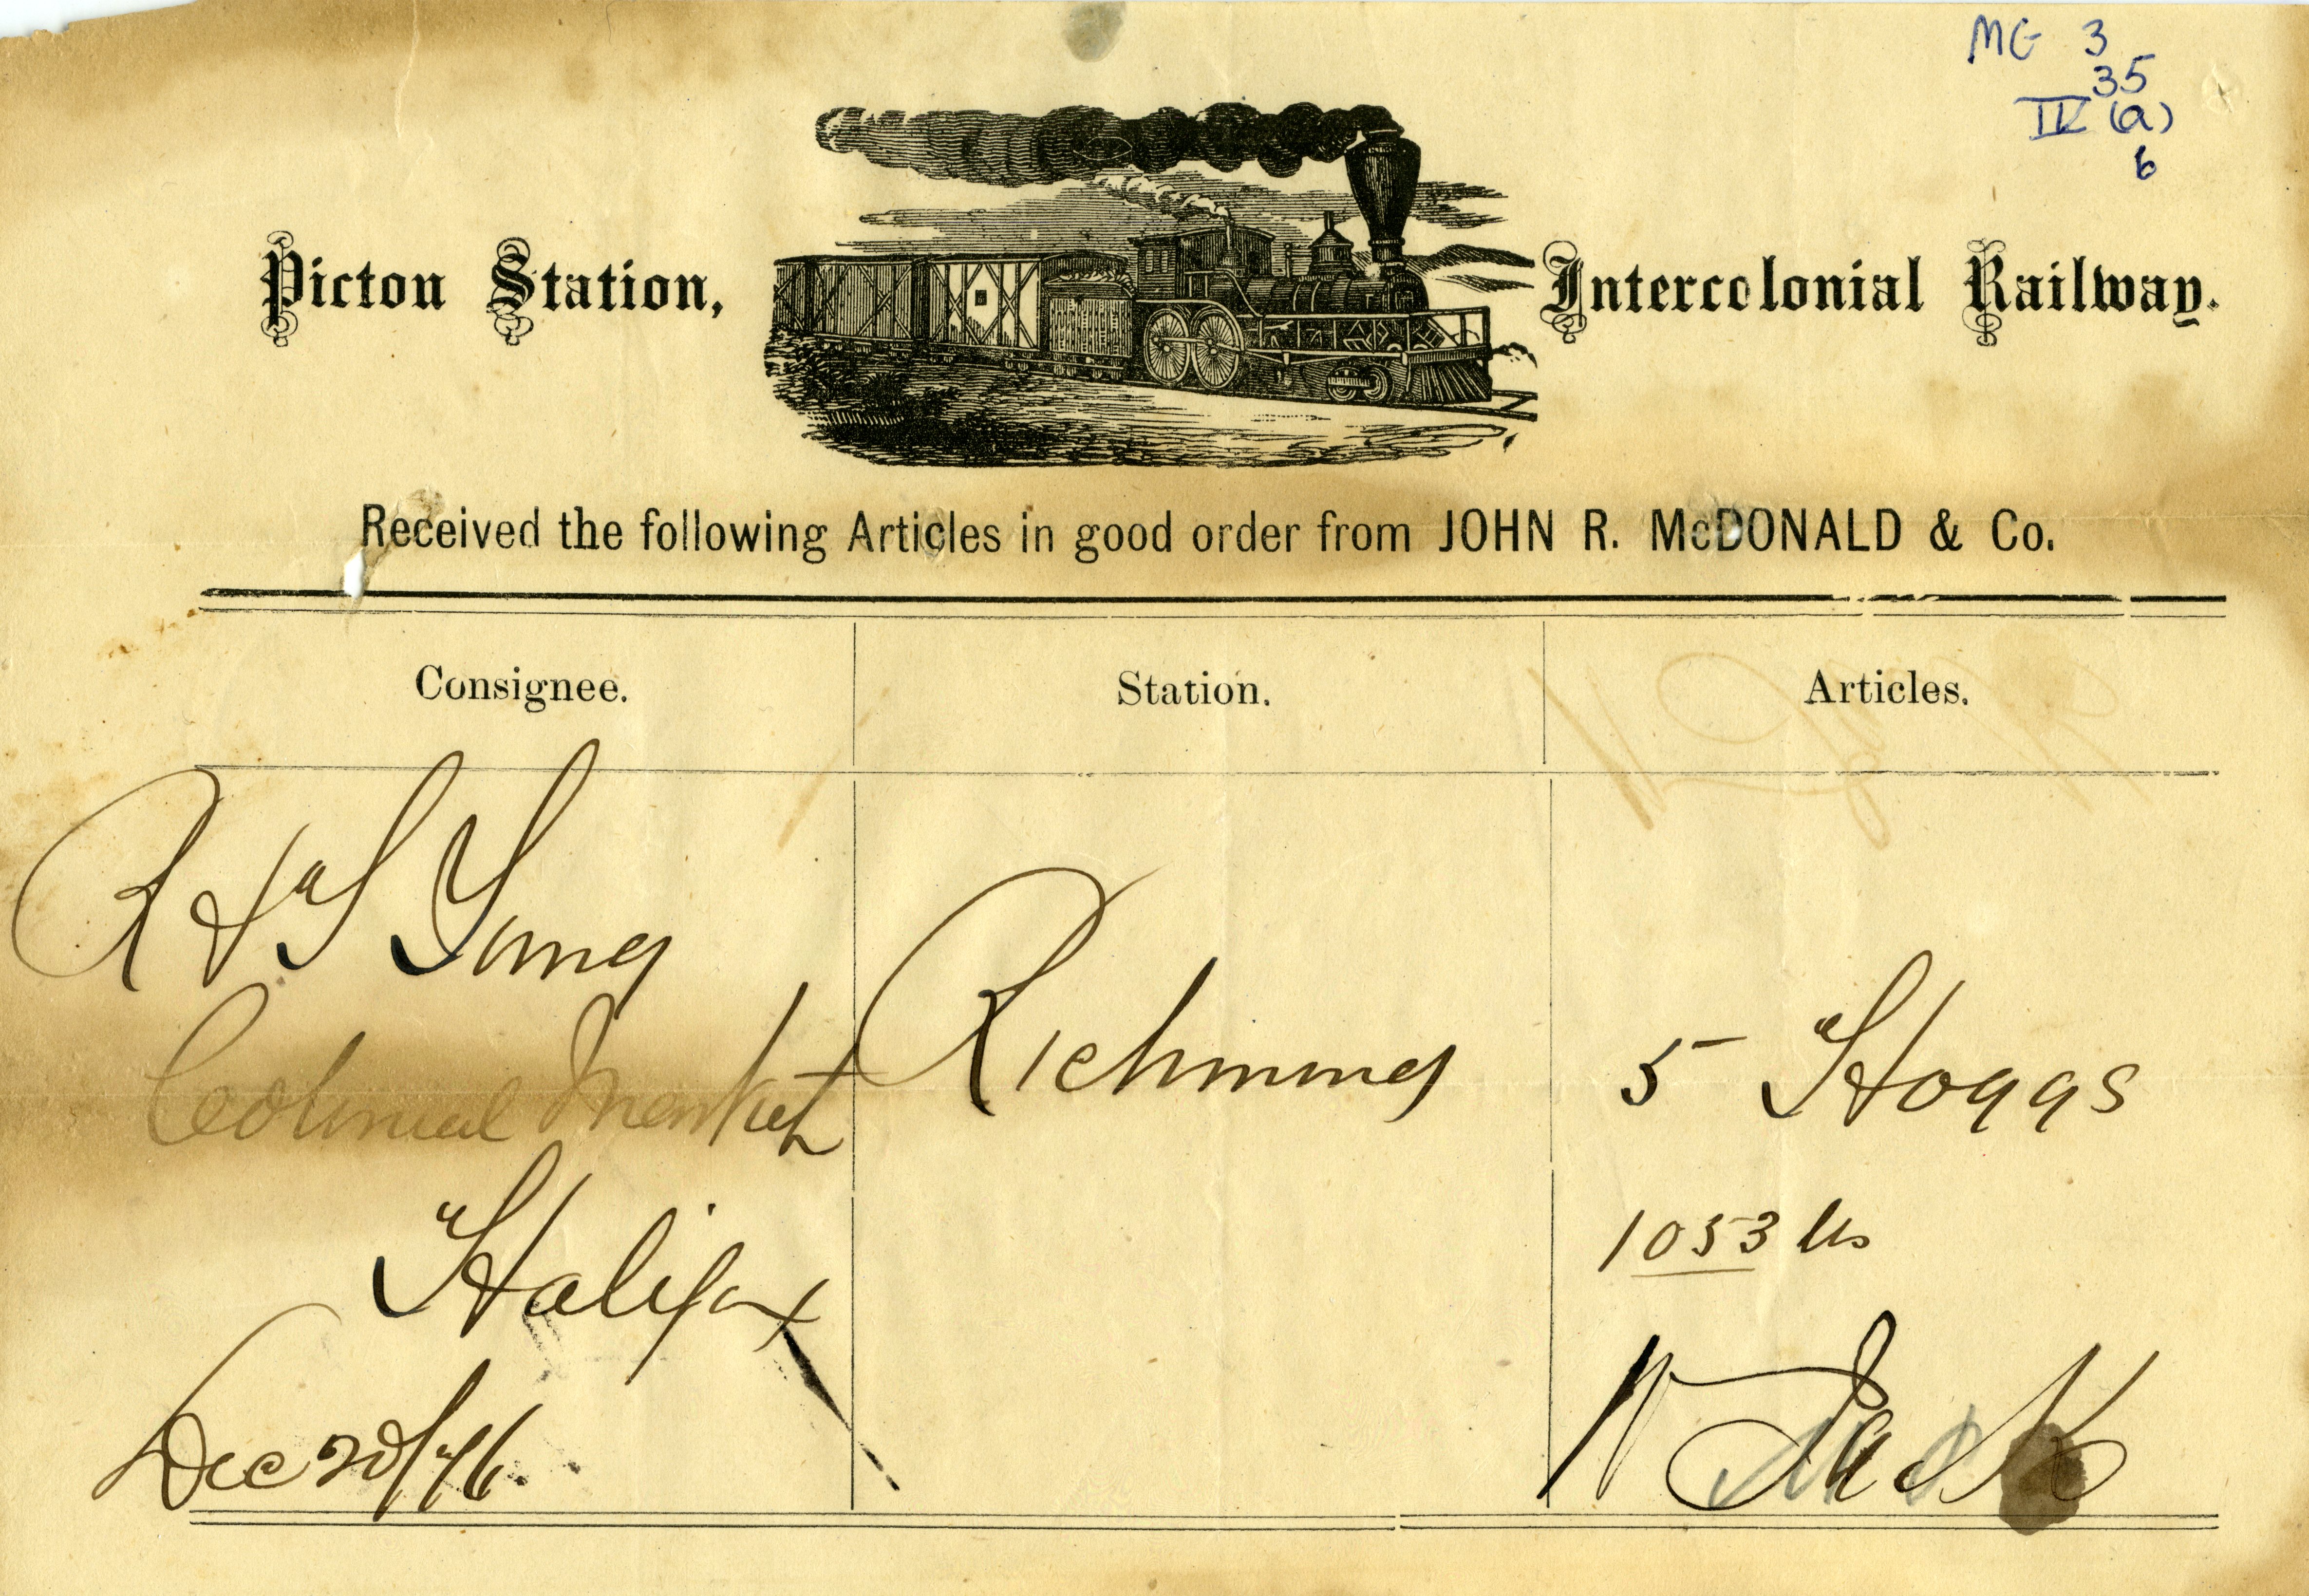 MG 3
35
IV (a)
6
Pictou Station, Intercolonial Railway.
Received the following Articles in good order from JOHN R. McDONALD & Co.
Consignee. Station. Articles.
R & S
Colonial Market
Halifax
Richmond
5 Hoggs
1053 lbs
Dec 20/76.